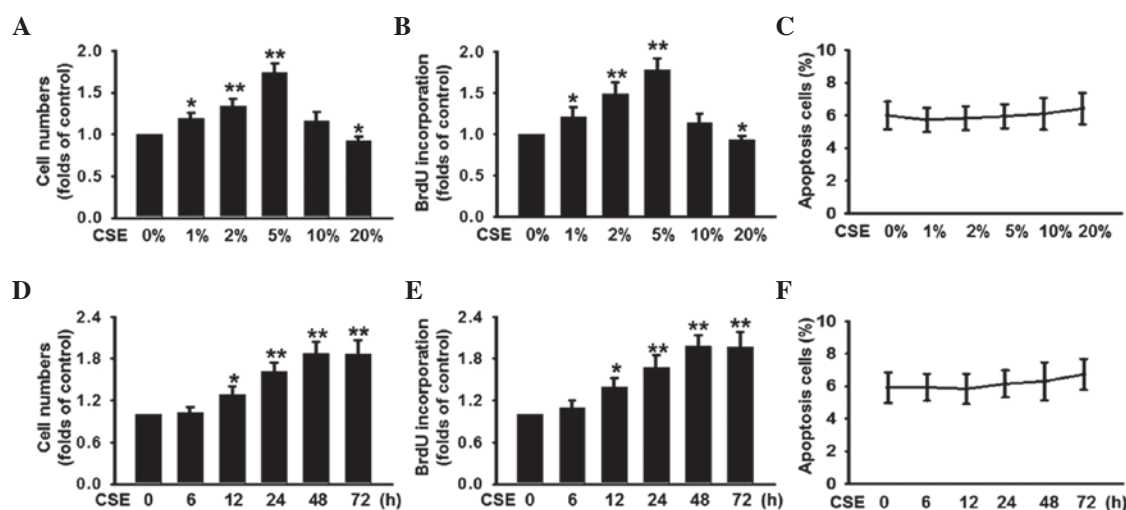 A
Cell numbers
(folds of control)
2.0
1.5
1.0
0.5
0.0
* ** ** *
CSE 0% 1% 2% 5% 10% 20%
B
BrdU incorporation
(folds of control)
2.0
1.5
1.0
0.5
0.0
* ** ** *
CSE 0% 1% 2% 5% 10% 20%
C
Apoptosis cells (%)
10
8
6
4
2
0
CSE 0% 1% 2% 5% 10% 20%
D
Cell numbers
(folds of control)
2.4
1.8
1.2
0.6
0.0
* ** ** **
CSE 0 6 12 24 48 72 (h)
E
BrdU incorporation
(folds of control)
2.4
1.8
1.2
0.6
0.0
* ** ** **
CSE 0 6 12 24 48 72 (h)
F
Apoptosis cells (%)
10
8
6
4
2
0
CSE 0 6 12 24 48 72 (h)